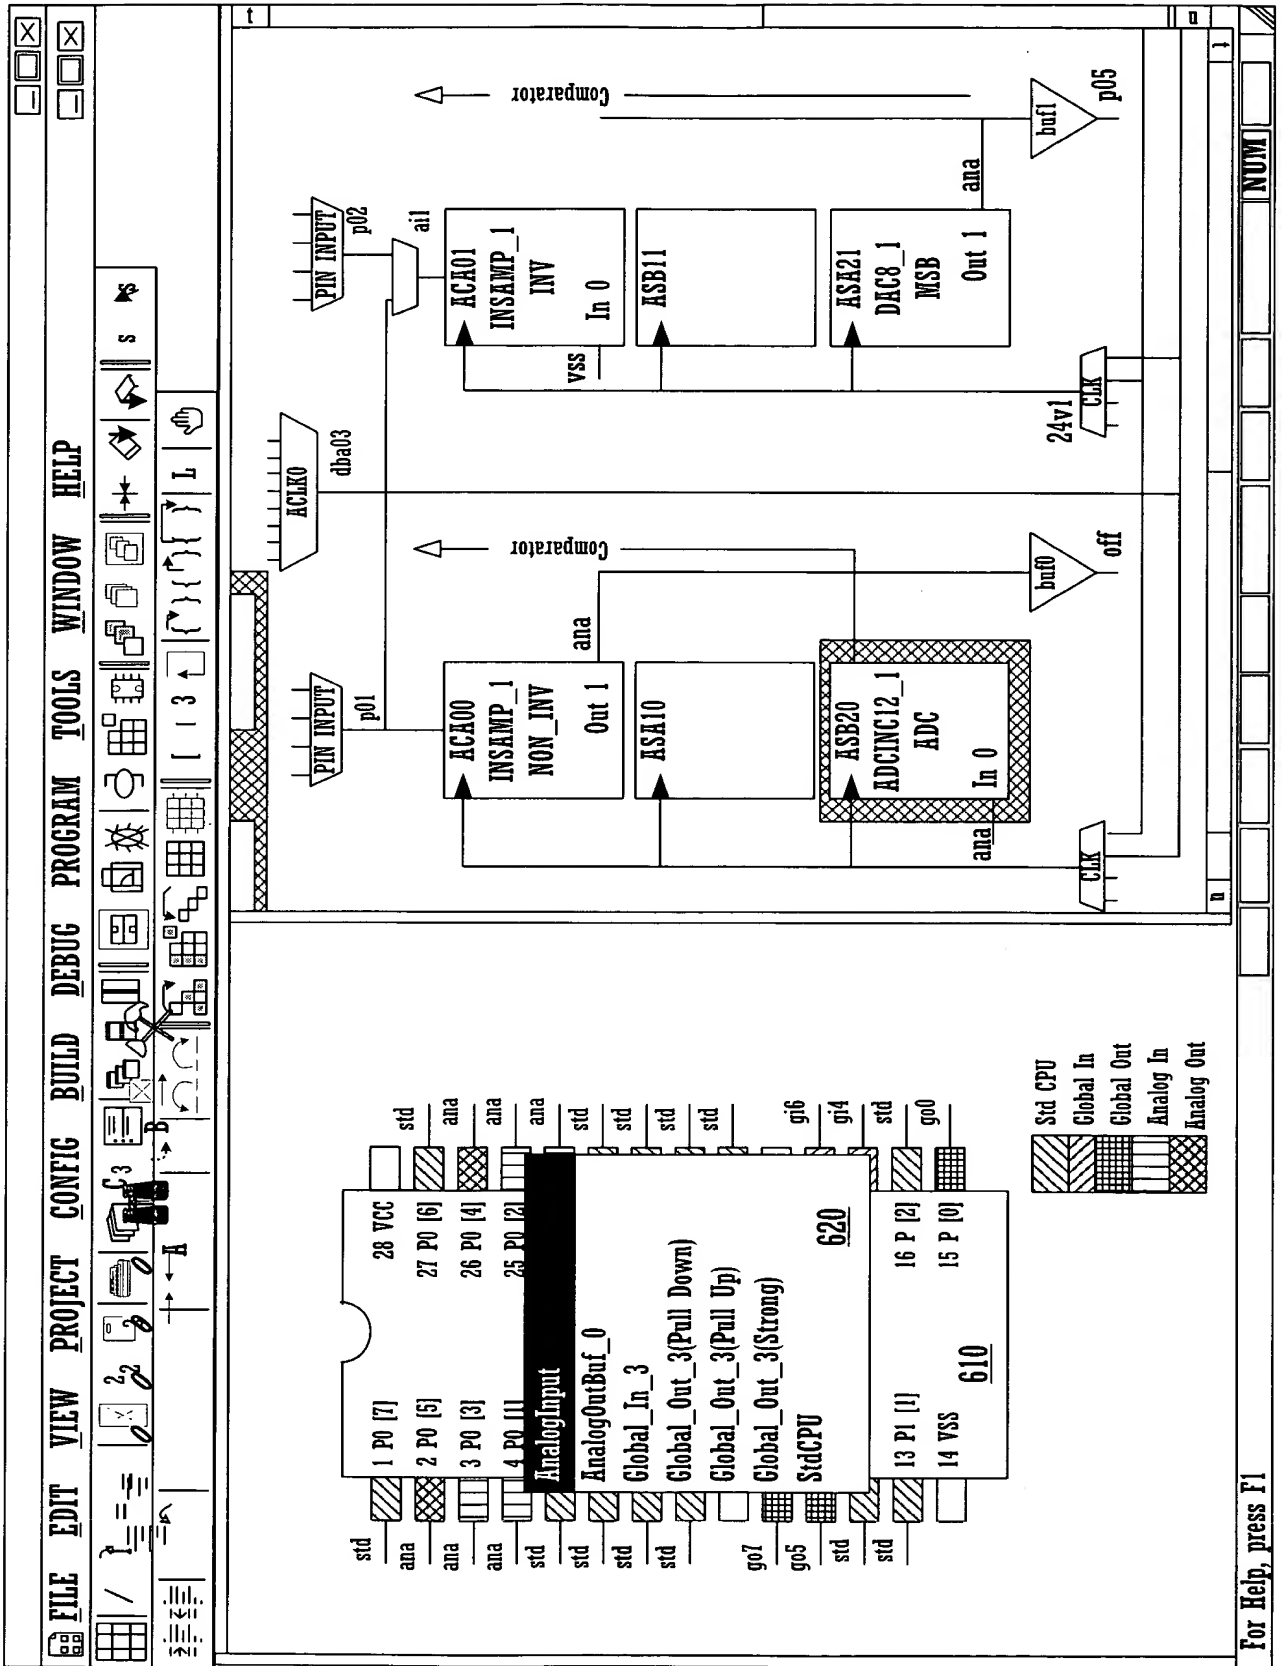 FILE EDIT VIEW PROJECT CONFIG BUILD DEBUG PROGRAM TOOLS WINDOW HELP
2 2
C 3
S
A
B
[ ( 3
{ } { } { }
L
28 VCC
27 P0 [6]
26 P0 [4]
25 P0 [2]
1 P0 [7]
2 P0 [5]
3 P0 [3]
4 P0 [1]
std
ana
ana
ana
std
std
std
std
go7
go5
std
std
std
ana
ana
ana
std
std
std
std
gi6
gi4
std
go0
AnalogInput
AnalogOutBuf_0
Global_In_3
Global_Out_3(Pull Down)
Global_Out_3(Pull Up)
Global_Out_3(Strong)
StdCPU
620
13 P1 [1]
14 VSS
610
16 P [2]
15 P [0]
Std CPU
Global In
Global Out
Analog In
Analog Out
t
PIN INPUT
p01
ACLK0
dba03
PIN INPUT
p02
ai1
ACA00
INSAMP_1
NON_INV
Out 1
ana
ASA10
ASB20
ADCINC12_1
ADC
In 0
ana
Comparator
buf0
off
CLK
ACA01
INSAMP_1
INV
In 0
VSS
ASB11
ASA21
DAC8_1
MSB
Out 1
ana
Comparator
buf1
p05
24v1
CLK
n
n
t
For Help, press F1
NUM